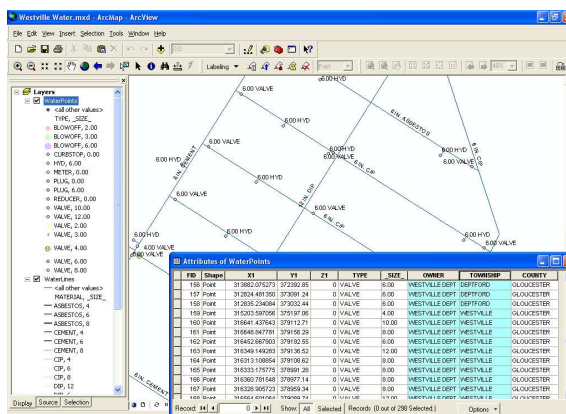 Westville Water.mxd - ArcMap - ArcView
File Edit View Insert Selection Tools Window Help
Labeling
Fast
Layers
WaterPoints
<all other values>
TYPE, _SIZE_
BLOWOFF, 2.00
BLOWOFF, 3.00
BLOWOFF, 6.00
CURBSTOP, 0.00
HYD, 6.00
METER, 0.00
PLUG, 0.00
PLUG, 6.00
REDUCER, 0.00
VALVE, 10.00
VALVE, 12.00
VALVE, 2.00
VALVE, 3.00
VALVE, 4.00
VALVE, 6.00
VALVE, 8.00
WaterLines
<all other values>
MATERIAL, _SIZE_
ASBESTOS, 4
ASBESTOS, 6
ASBESTOS, 8
CEMENT, 4
CEMENT, 6
CEMENT, 8
CIP, 4
CIP, 6
CIP, 8
DIP, 12
Display Source Selection
6.00 HYD
6.00 VALVE
6.00 VALVE
6 IN. ASBESTOS
6 IN. CIP
6.00 VALVE
6.00 HYD
6 IN. CEMENT
6.00 HYD
6.00 VALVE
6.00 HYD
6.00 VALVE
12 IN. DIP
6.00 VALVE
6 IN. CIP
6.00 HYD
4.00 VALVE
6.00 VALVE
6.00 HYD
6.00 HYD
6.00 VALVE
6 IN. CEMENT
Attributes of WaterPoints
FID Shape X1 Y1 Z1 TYPE _SIZE_ OWNER TOWNSHIP COUNTY
156 Point 313882.075273 372392.85 0 VALVE 6.00 WESTVILLE DEPT DEPTFORD GLOUCESTER
157 Point 312824.481350 373091.24 0 VALVE 8.00 WESTVILLE DEPT DEPTFORD GLOUCESTER
158 Point 312835.234084 373032.44 0 VALVE 8.00 WESTVILLE DEPT DEPTFORD GLOUCESTER
159 Point 315203.597056 375197.06 0 VALVE 4.00 WESTVILLE DEPT WESTVILLE GLOUCESTER
160 Point 316641.437643 379112.71 0 VALVE 10.00 WESTVILLE DEPT WESTVILLE GLOUCESTER
161 Point 316648.847781 379156.29 0 VALVE 8.00 WESTVILLE DEPT WESTVILLE GLOUCESTER
162 Point 316452.667903 379192.55 0 VALVE 6.00 WESTVILLE DEPT WESTVILLE GLOUCESTER
163 Point 316349.149283 379136.52 0 VALVE 12.00 WESTVILLE DEPT WESTVILLE GLOUCESTER
164 Point 316313.108854 379108.62 0 VALVE 8.00 WESTVILLE DEPT WESTVILLE GLOUCESTER
165 Point 316333.175775 378991.28 0 VALVE 8.00 WESTVILLE DEPT WESTVILLE GLOUCESTER
166 Point 316360.781548 378977.14 0 VALVE 8.00 WESTVILLE DEPT WESTVILLE GLOUCESTER
167 Point 316328.905723 378959.34 0 VALVE 8.00 WESTVILLE DEPT WESTVILLE GLOUCESTER
Record: 0 Show: All Selected Records (0 out of 298 Selected.) Options